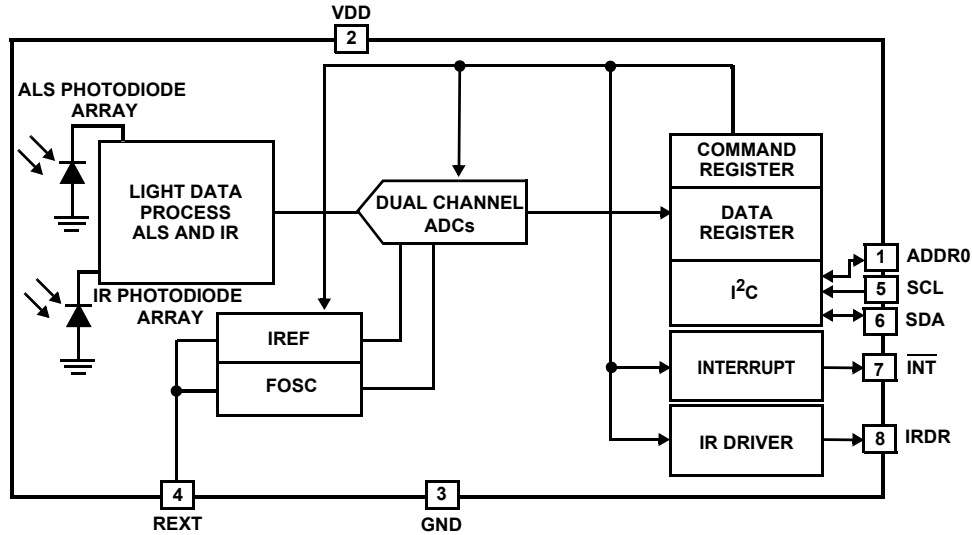 VDD
2
ALS PHOTODIODE
ARRAY
LIGHT DATA
PROCESS
ALS AND IR
DUAL CHANNEL
ADCs
COMMAND
REGISTER
DATA
REGISTER
I²C
1
ADDR0
5
SCL
6
SDA
IR PHOTODIODE
ARRAY
IREF
FOSC
INTERRUPT
7
I̅N̅T̅
IR DRIVER
8
IRDR
4
REXT
3
GND